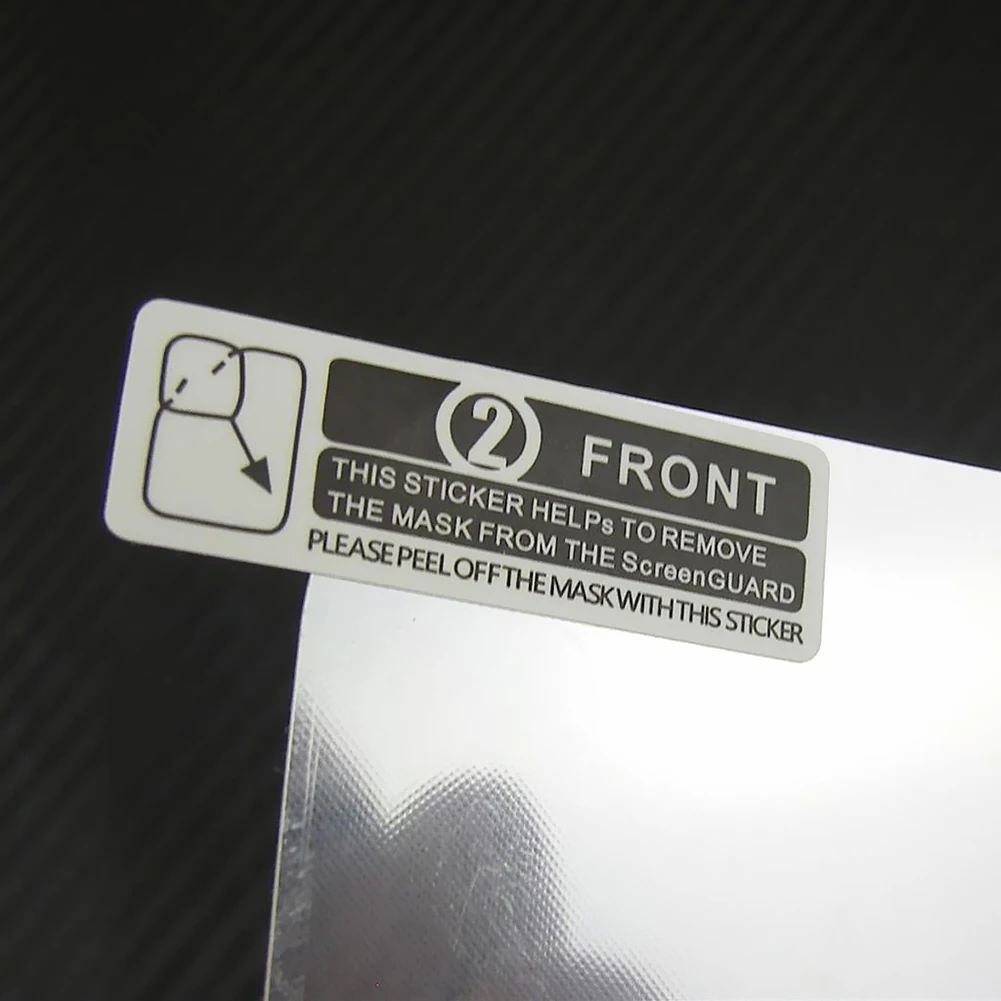 2 FRONT
THIS STICKER HELPs TO REMOVE
THE MASK FROM THE ScreenGUARD
PLEASE PEEL OFF THE MASK WITH THIS STICKER